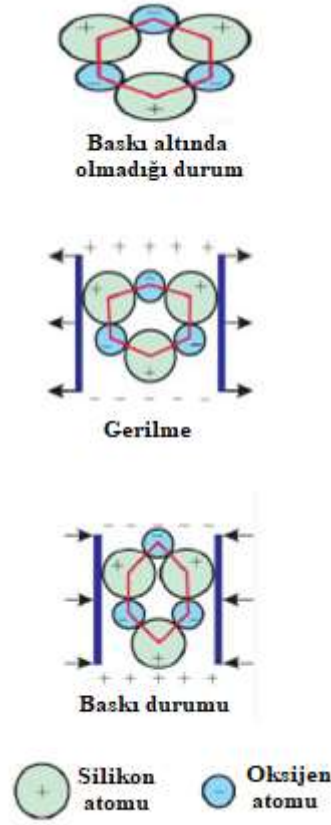 Baskı altında
olmadığı durum
+ + + + +
- - - - -
Gerilme
- - - - -
+ + + + +
Baskı durumu
Silikon
atomu
Oksijen
atomu